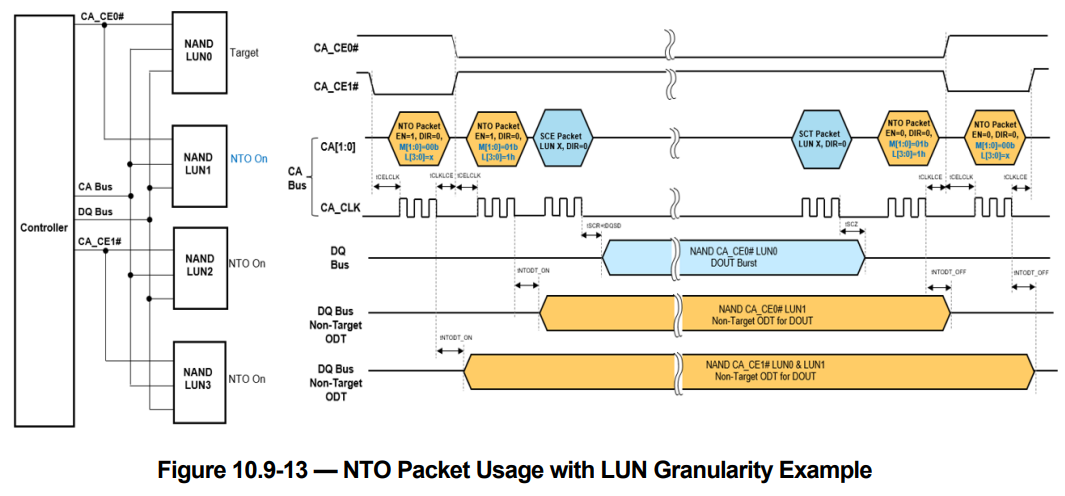 CA_CE0#
NAND
LUN0
Target
NAND
LUN1
NTO On
CA Bus
DQ Bus
Controller
CA_CE1#
NAND
LUN2
NTO On
NAND
LUN3
NTO On
CA_CE0#
CA_CE1#
CA
Bus
CA[1:0]
NTO Packet
EN=1, DIR=0,
M[1:0]=00b
L[3:0]=x
NTO Packet
EN=1, DIR=0,
M[1:0]=01b
L[3:0]=1h
SCE Packet
LUN X, DIR=0
SCT Packet
LUN X, DIR=0
NTO Packet
EN=0, DIR=0,
M[1:0]=01b
L[3:0]=1h
NTO Packet
EN=0, DIR=0,
M[1:0]=00b
L[3:0]=x
tCELCLK
tCLKLCE
tCELCLK
tCLKLCE
tCELCLK
tCLKLCE
CA_CLK
tSCR+tDQSD
tSCZ
DQ
Bus
NAND CA_CE0# LUN0
DOUT Burst
tNTODT_ON
tNTODT_OFF
tNTODT_OFF
DQ Bus
Non-Target
ODT
NAND CA_CE0# LUN1
Non-Target ODT for DOUT
tNTODT_ON
DQ Bus
Non-Target
ODT
NAND CA_CE1# LUN0 & LUN1
Non-Target ODT for DOUT
Figure 10.9-13 — NTO Packet Usage with LUN Granularity Example